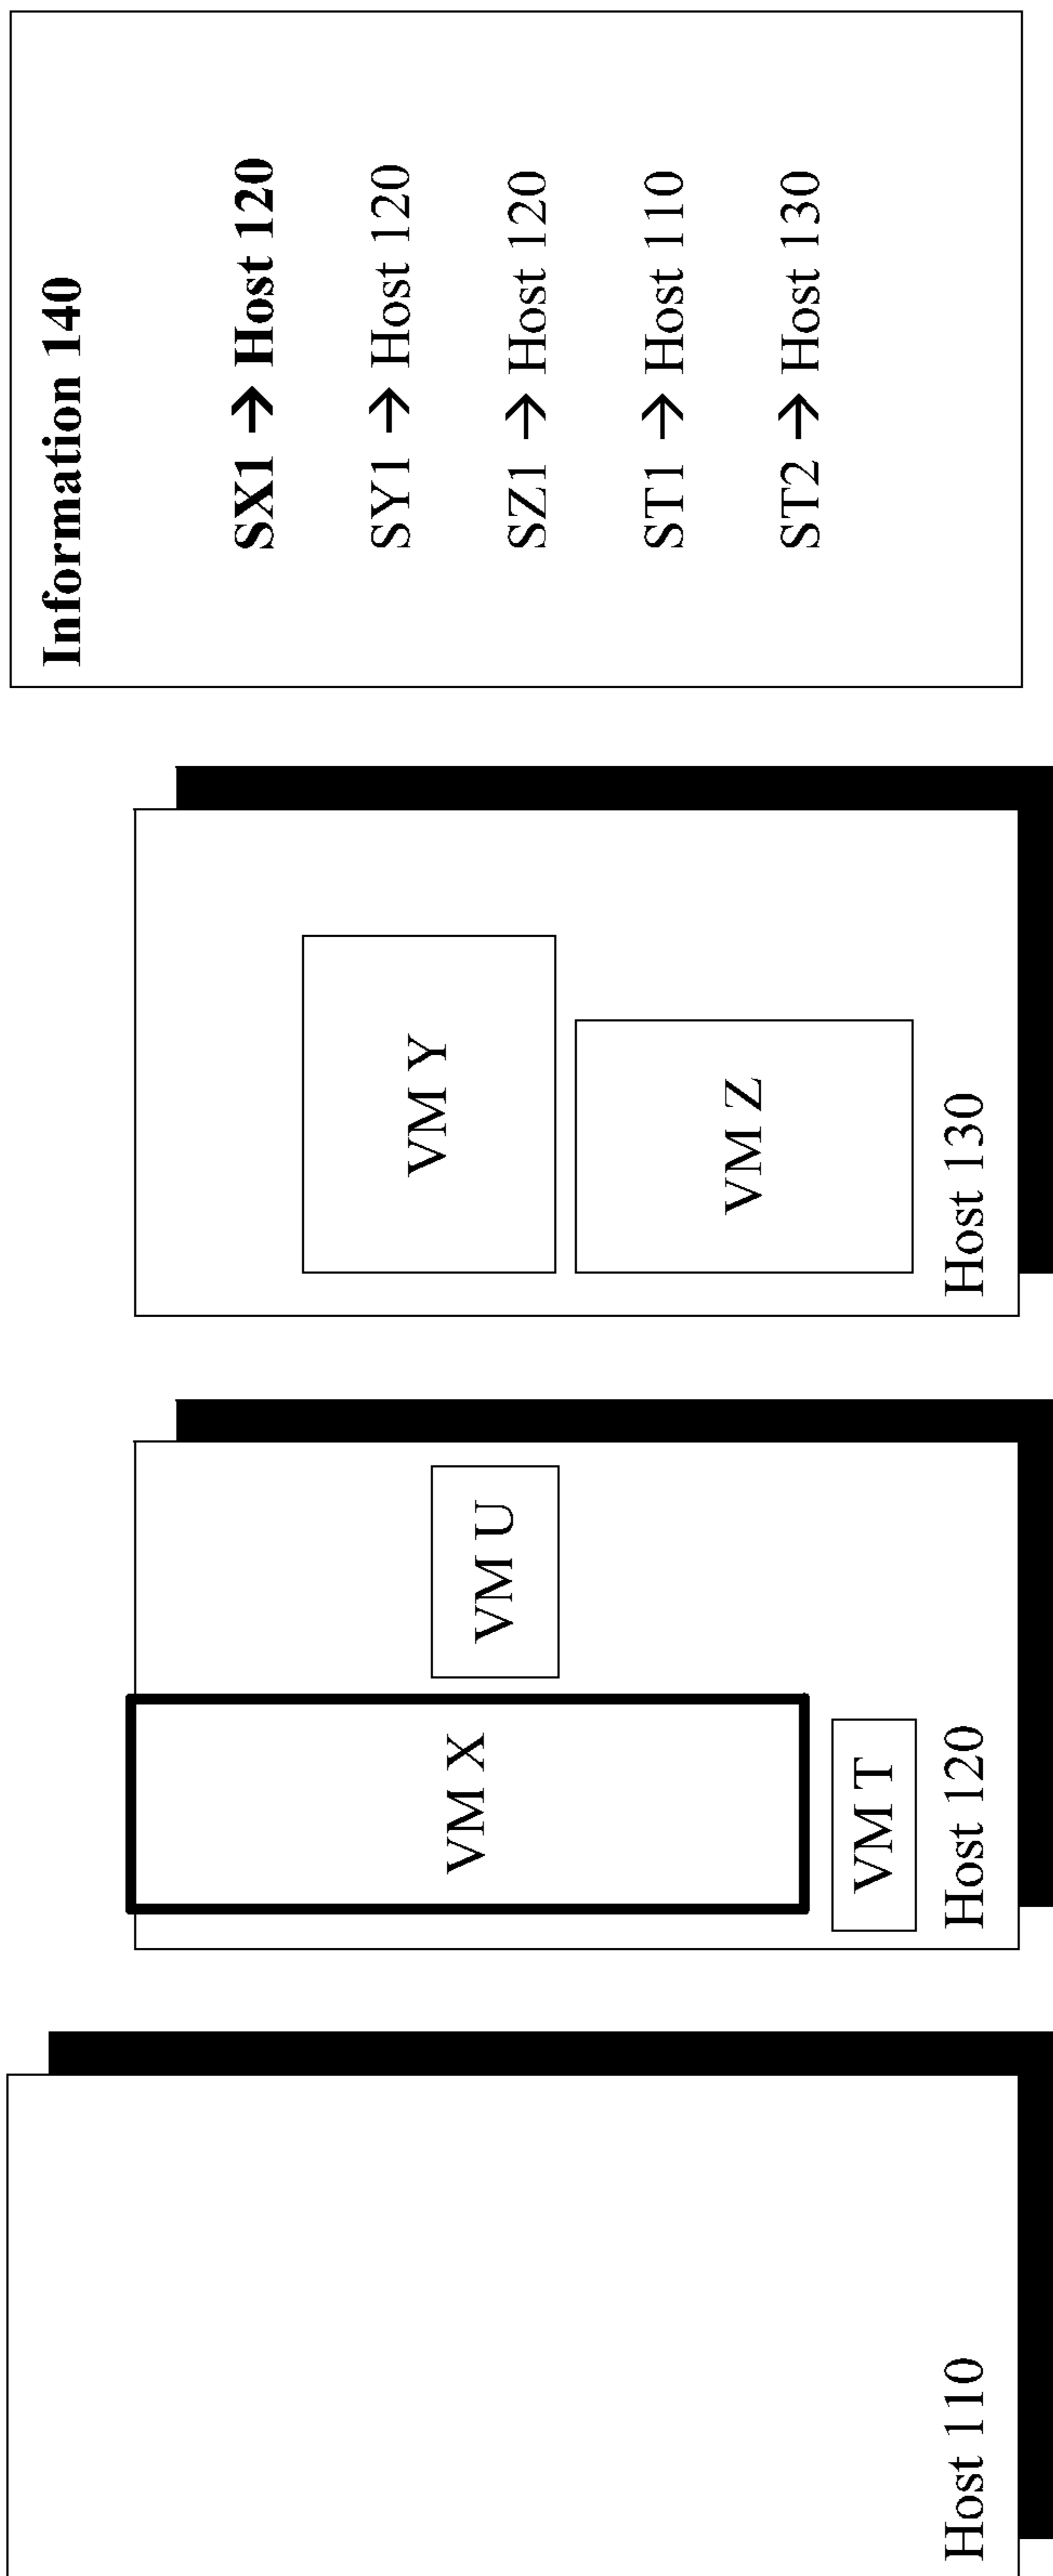 Host 110
VM X
VM U
VM T
Host 120
VM Y
VM Z
Host 130
Information 140
SX1 → Host 120
SY1 → Host 120
SZ1 → Host 120
ST1 → Host 110
ST2 → Host 130